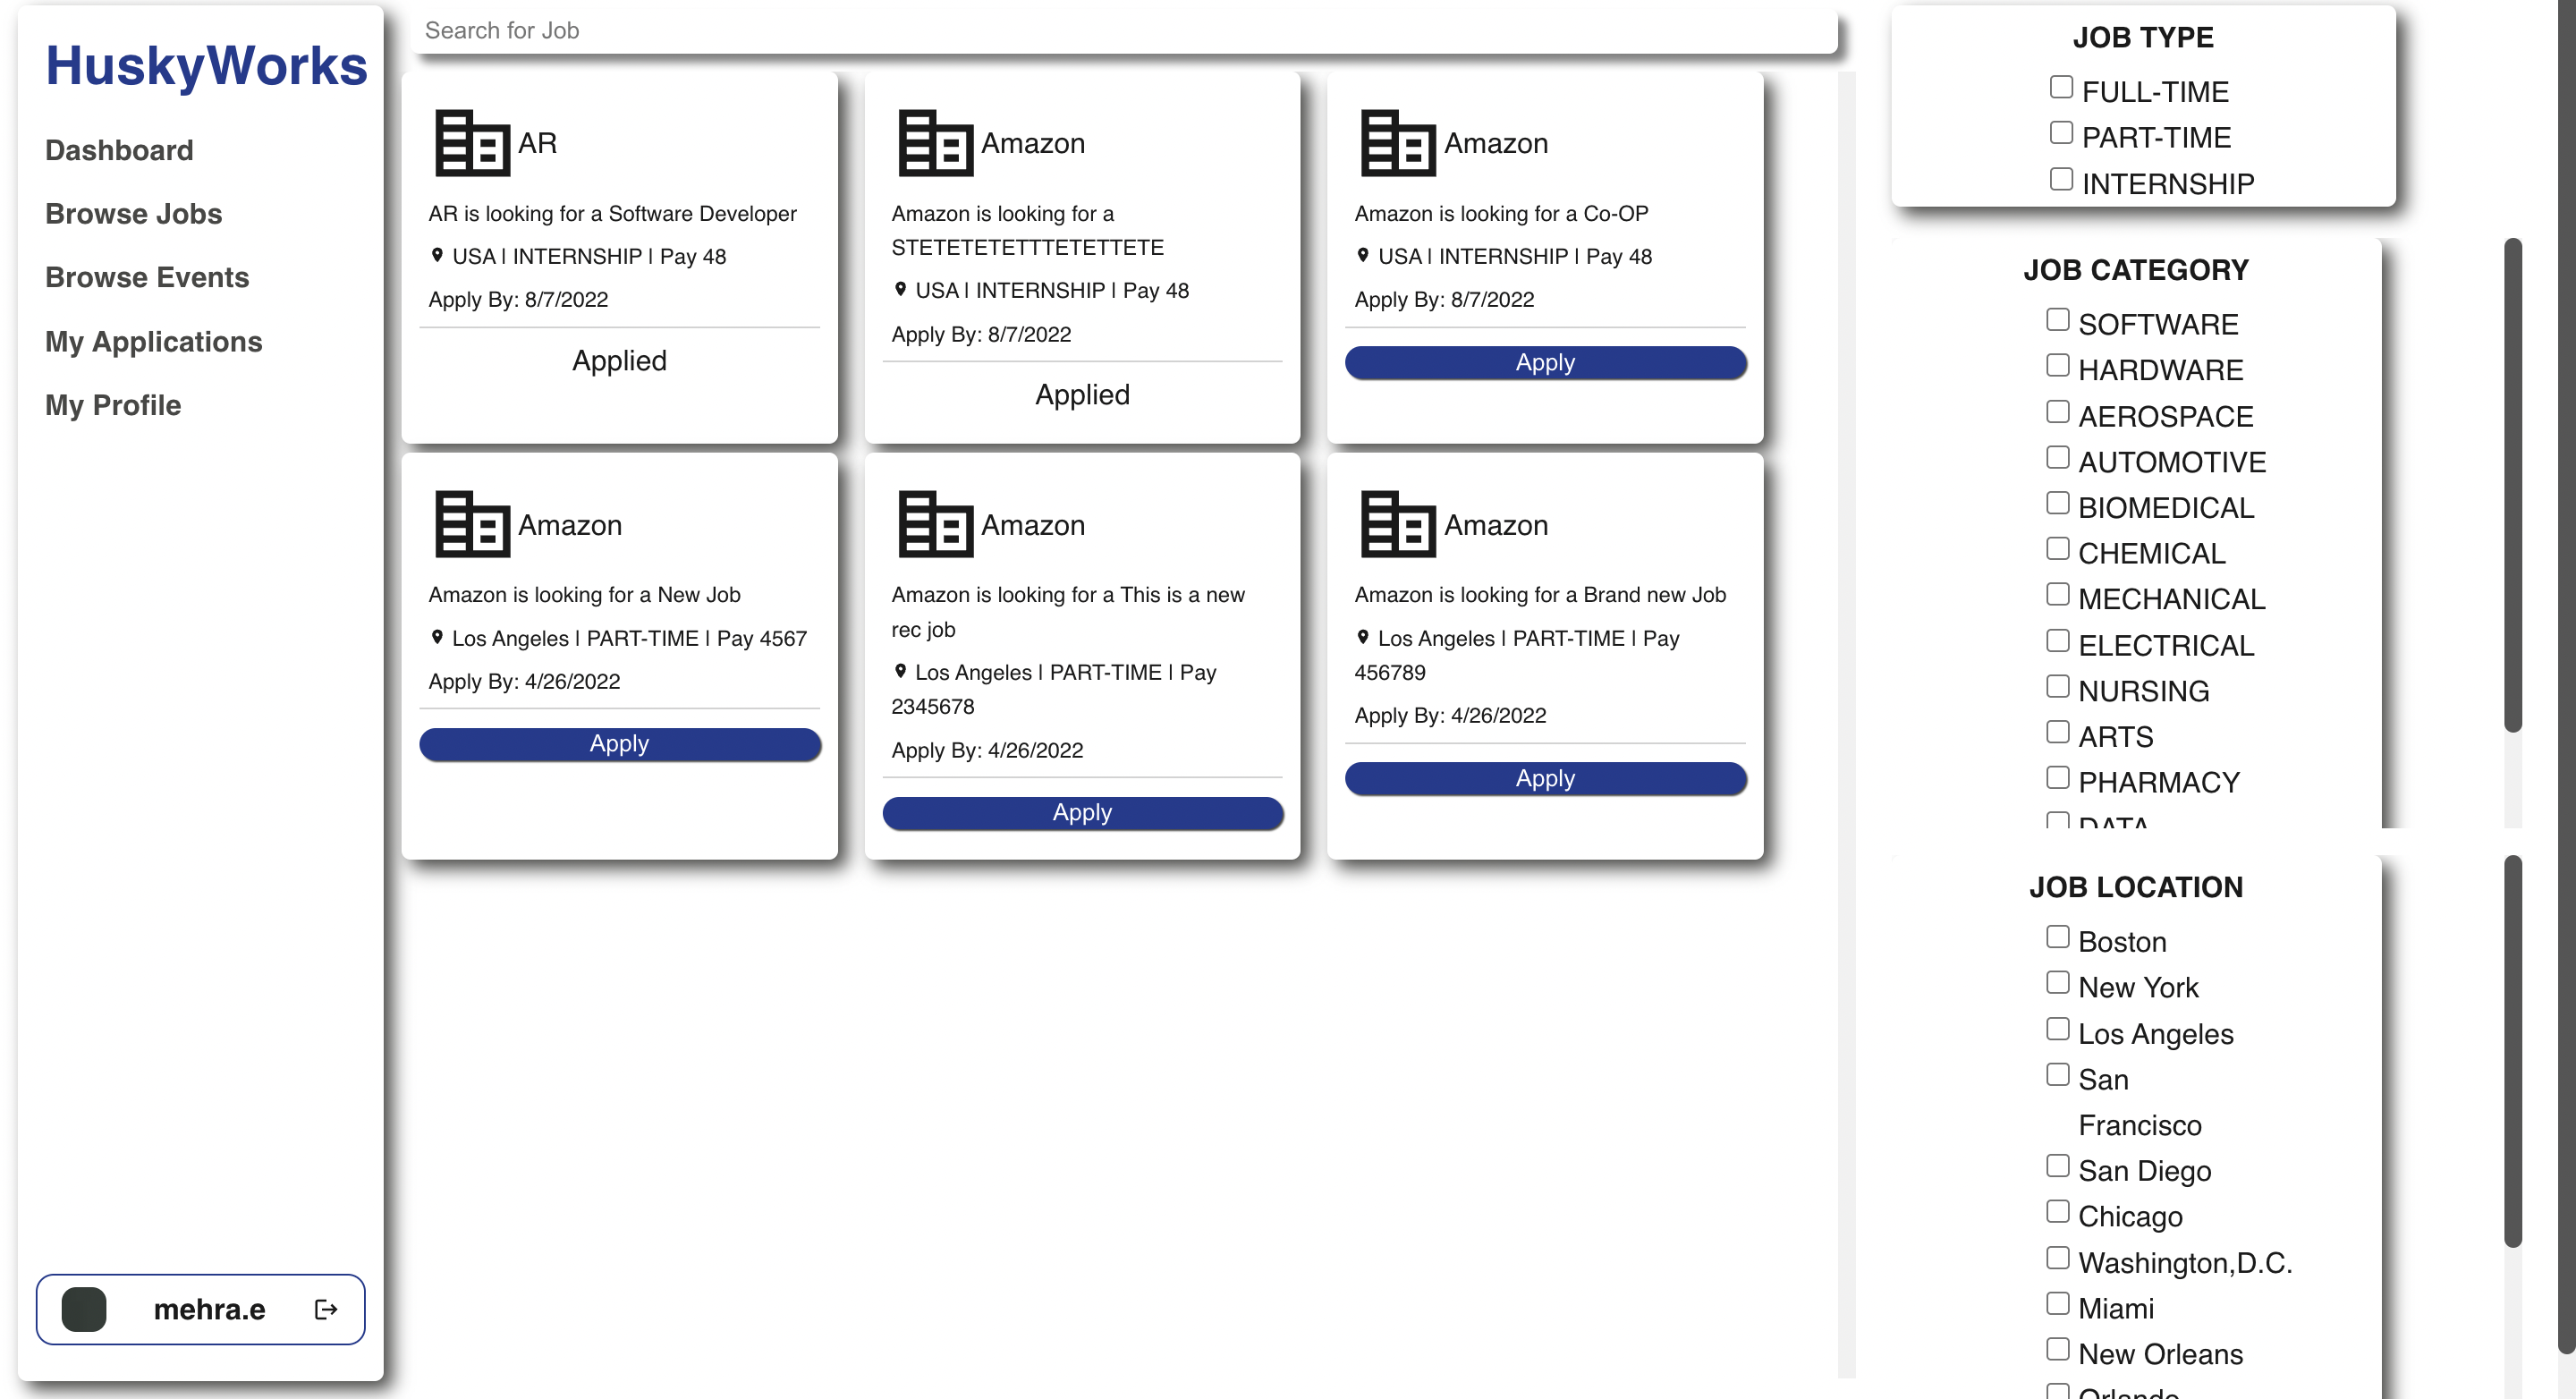 HuskyWorks
Dashboard
Browse Jobs
Browse Events
My Applications
My Profile
mehra.e
Search for Job
AR
AR is looking for a Software Developer
USA | INTERNSHIP | Pay 48
Apply By: 8/7/2022
Applied
Amazon
Amazon is looking for a
STETETETETTTETETTETE
USA | INTERNSHIP | Pay 48
Apply By: 8/7/2022
Applied
Amazon
Amazon is looking for a Co-OP
USA | INTERNSHIP | Pay 48
Apply By: 8/7/2022
Apply
Amazon
Amazon is looking for a New Job
Los Angeles | PART-TIME | Pay 4567
Apply By: 4/26/2022
Apply
Amazon
Amazon is looking for a This is a new
rec job
Los Angeles | PART-TIME | Pay
2345678
Apply By: 4/26/2022
Apply
Amazon
Amazon is looking for a Brand new Job
Los Angeles | PART-TIME | Pay
456789
Apply By: 4/26/2022
Apply
JOB TYPE
FULL-TIME
PART-TIME
INTERNSHIP
JOB CATEGORY
SOFTWARE
HARDWARE
AEROSPACE
AUTOMOTIVE
BIOMEDICAL
CHEMICAL
MECHANICAL
ELECTRICAL
NURSING
ARTS
PHARMACY
DATA
JOB LOCATION
Boston
New York
Los Angeles
San
Francisco
San Diego
Chicago
Washington,D.C.
Miami
New Orleans
Orlando